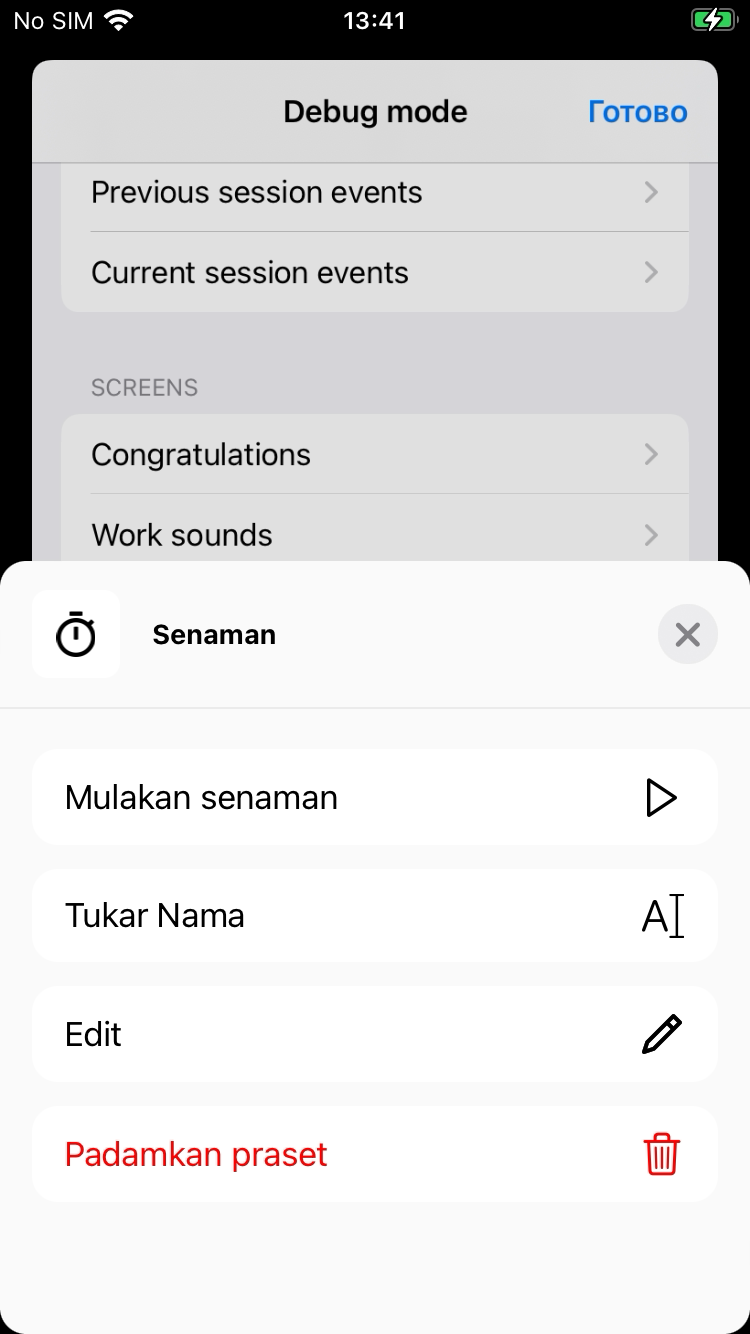 No SIM 13:41
Debug mode Готово
Previous session events
Current session events
SCREENS
Congratulations
Work sounds
Senaman
Mulakan senaman
Tukar Nama
Edit
Padamkan praset